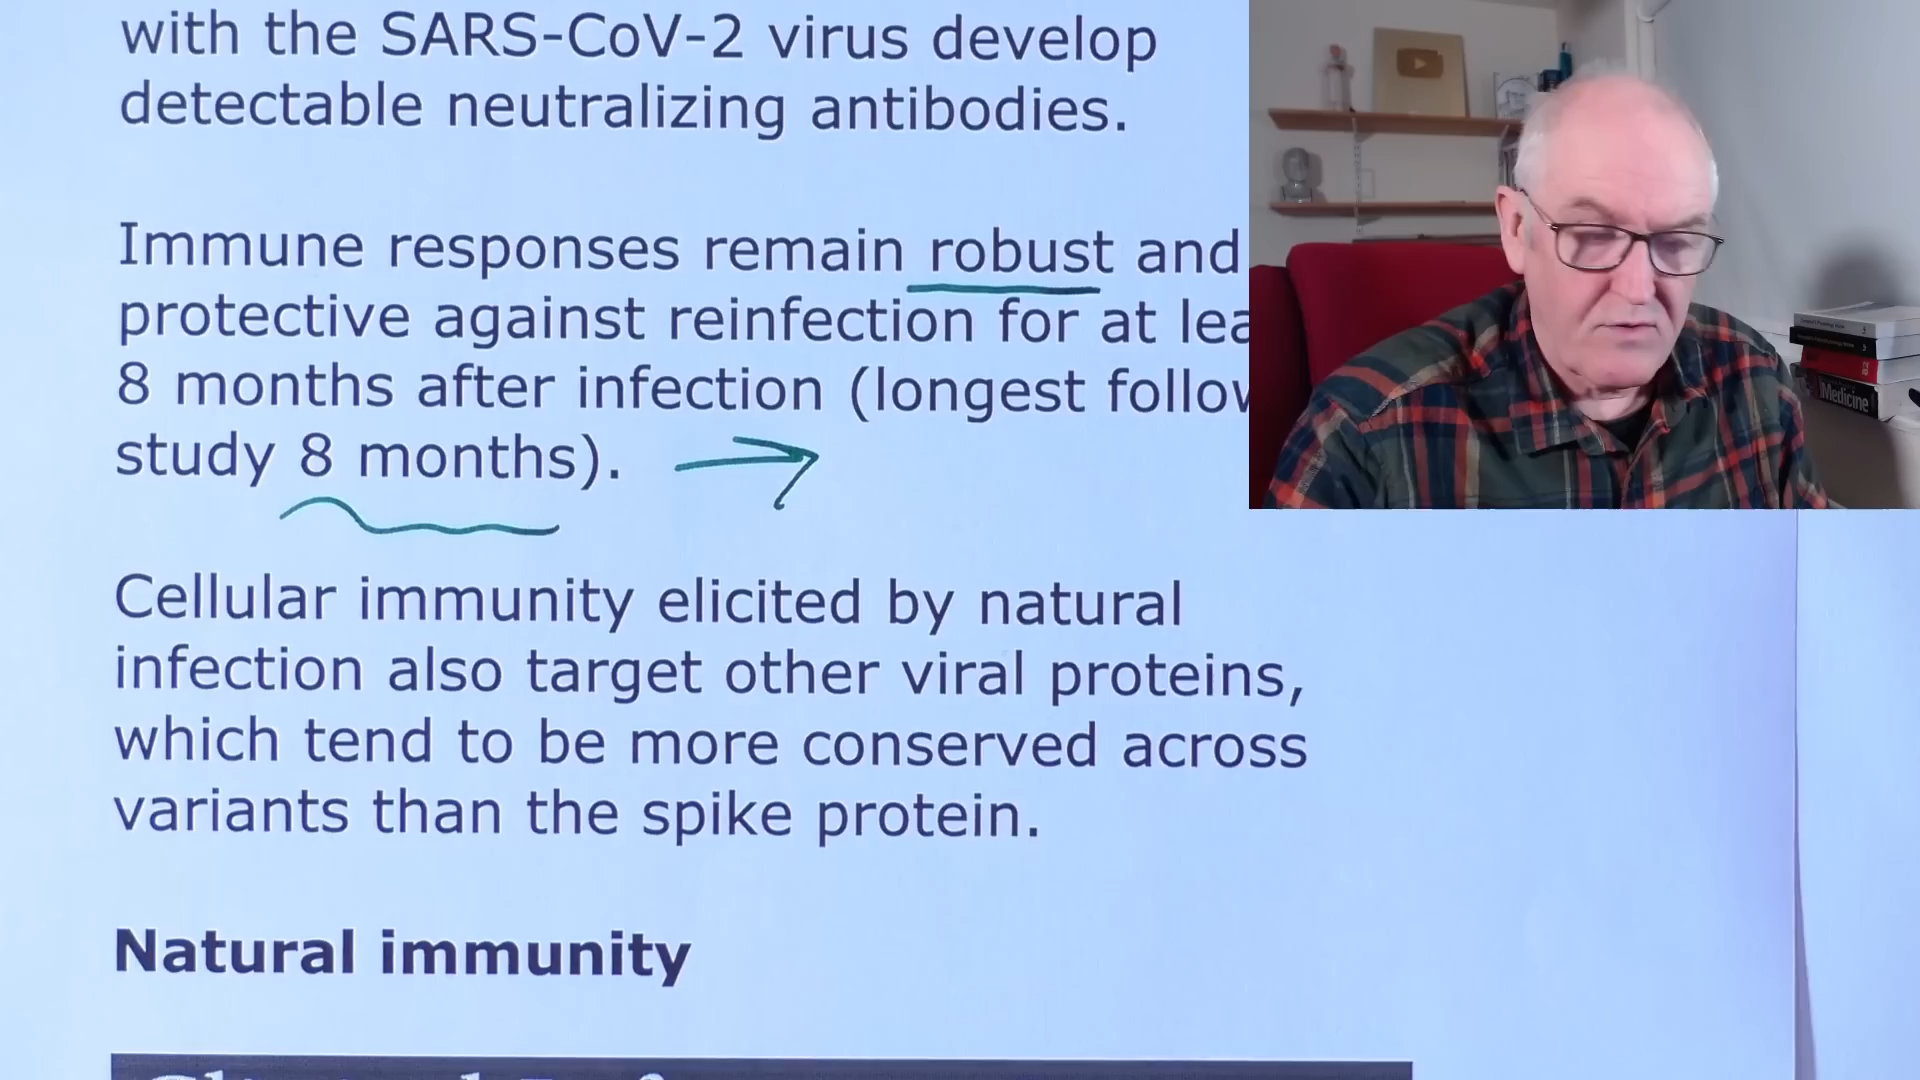 with the SARS-CoV-2 virus develop
detectable neutralizing antibodies.
Immune responses remain robust and
protective against reinfection for at
8 months after infection (longest
study 8 months).
Cellular immunity elicited by natural
infection also target other viral proteins,
which tend to be more conserved across
variants than the spike protein.
Natural immunity
Medicine